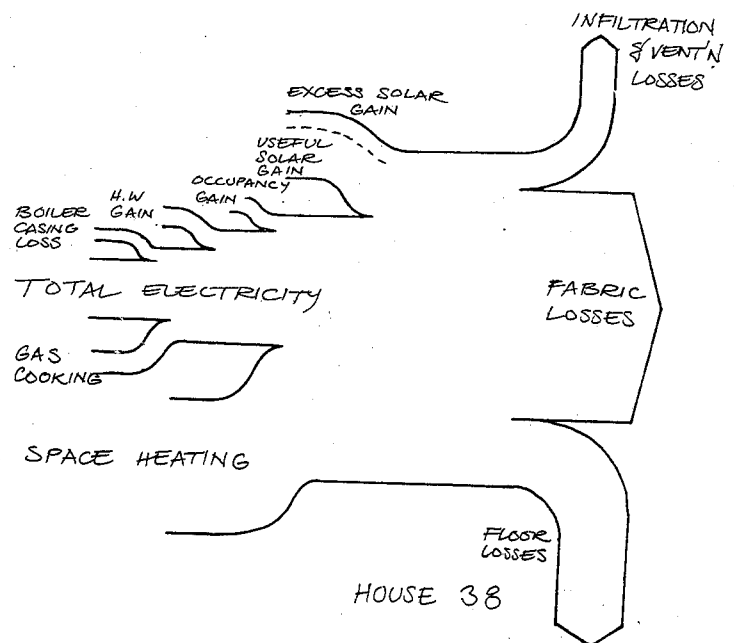 INFILTRATION
& VENT'N
LOSSES
EXCESS SOLAR
GAIN
USEFUL
SOLAR
GAIN
OCCUPANCY
GAIN
H.W
GAIN
BOILER
CASING
LOSS
TOTAL ELECTRICITY
FABRIC
LOSSES
GAS
COOKING
SPACE HEATING
FLOOR
LOSSES
HOUSE 38